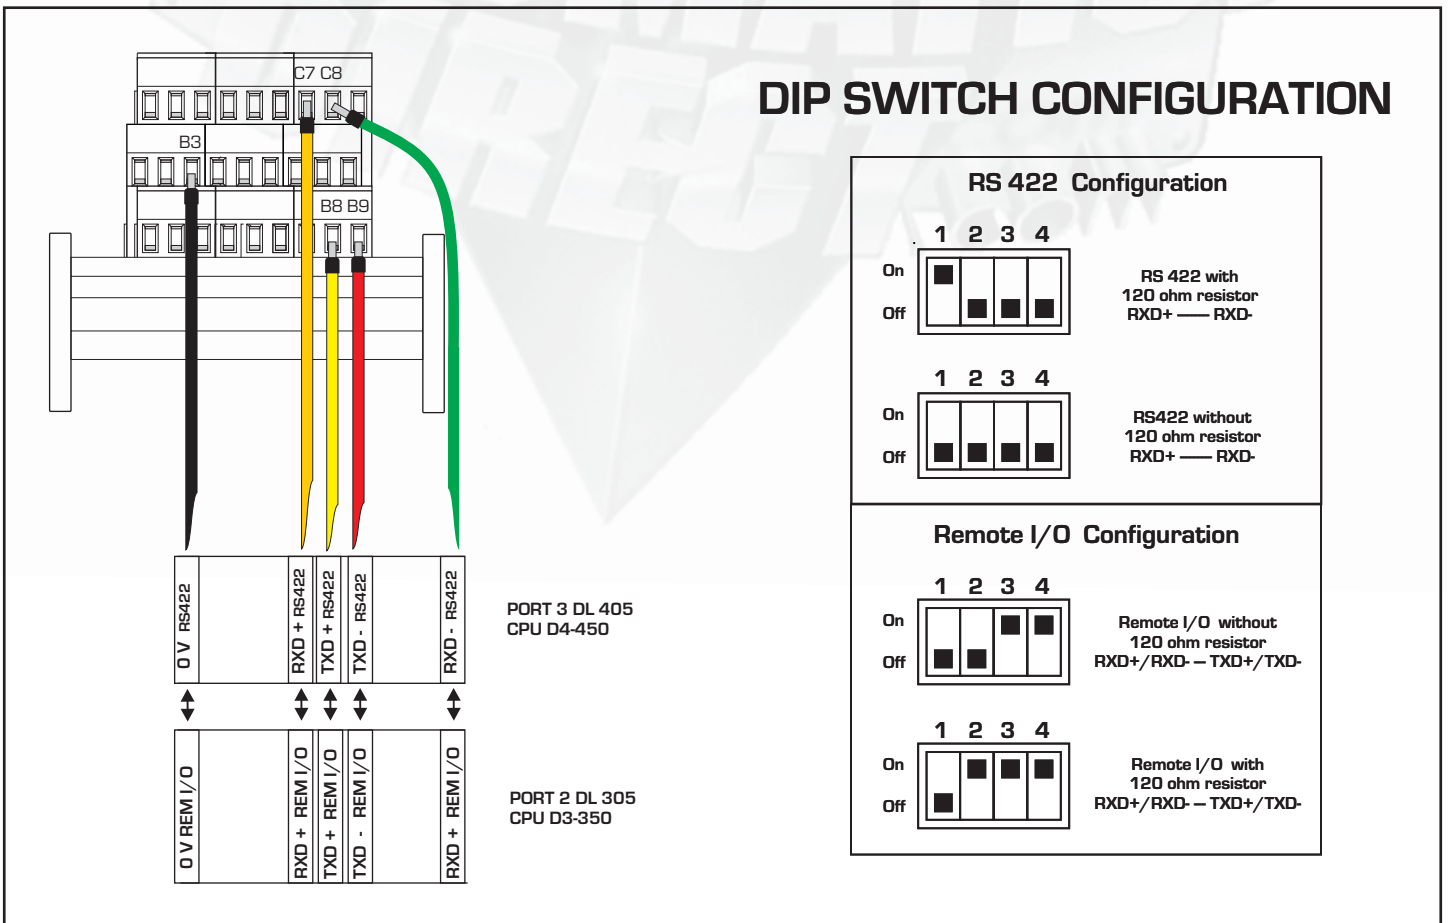 C7 C8
B3
B8 B9
0 V RS422
RXD + RS422
TXD + RS422
TXD - RS422
RXD - RS422
PORT 3 DL 405
CPU D4-450
0 V REM I/O
RXD + REM I/O
TXD + REM I/O
TXD - REM I/O
RXD + REM I/O
PORT 2 DL 305
CPU D3-350
DIP SWITCH CONFIGURATION
RS 422 Configuration
1 2 3 4
On
Off
RS 422 with
120 ohm resistor
RXD+ —— RXD-
1 2 3 4
On
Off
RS422 without
120 ohm resistor
RXD+ —— RXD-
Remote I/O Configuration
1 2 3 4
On
Off
Remote I/O without
120 ohm resistor
RXD+/RXD- — TXD+/TXD-
1 2 3 4
On
Off
Remote I/O with
120 ohm resistor
RXD+/RXD- — TXD+/TXD-